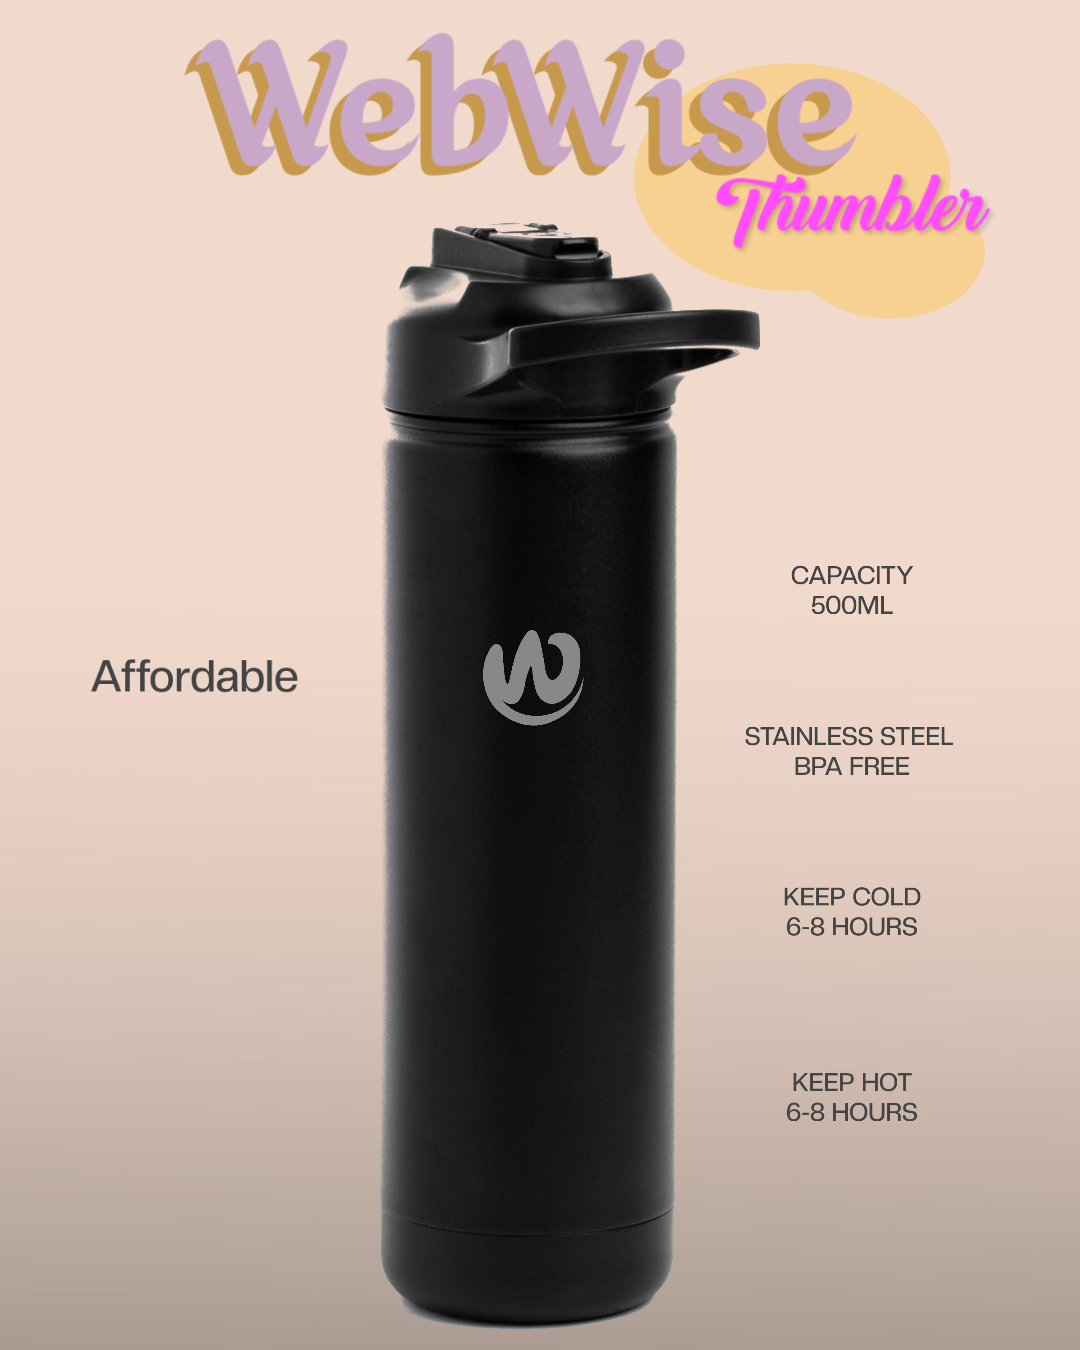 WebWise
Thumbler
CAPACITY
500ML
Affordable
STAINLESS STEEL
BPA FREE
KEEP COLD
6-8 HOURS
KEEP HOT
6-8 HOURS